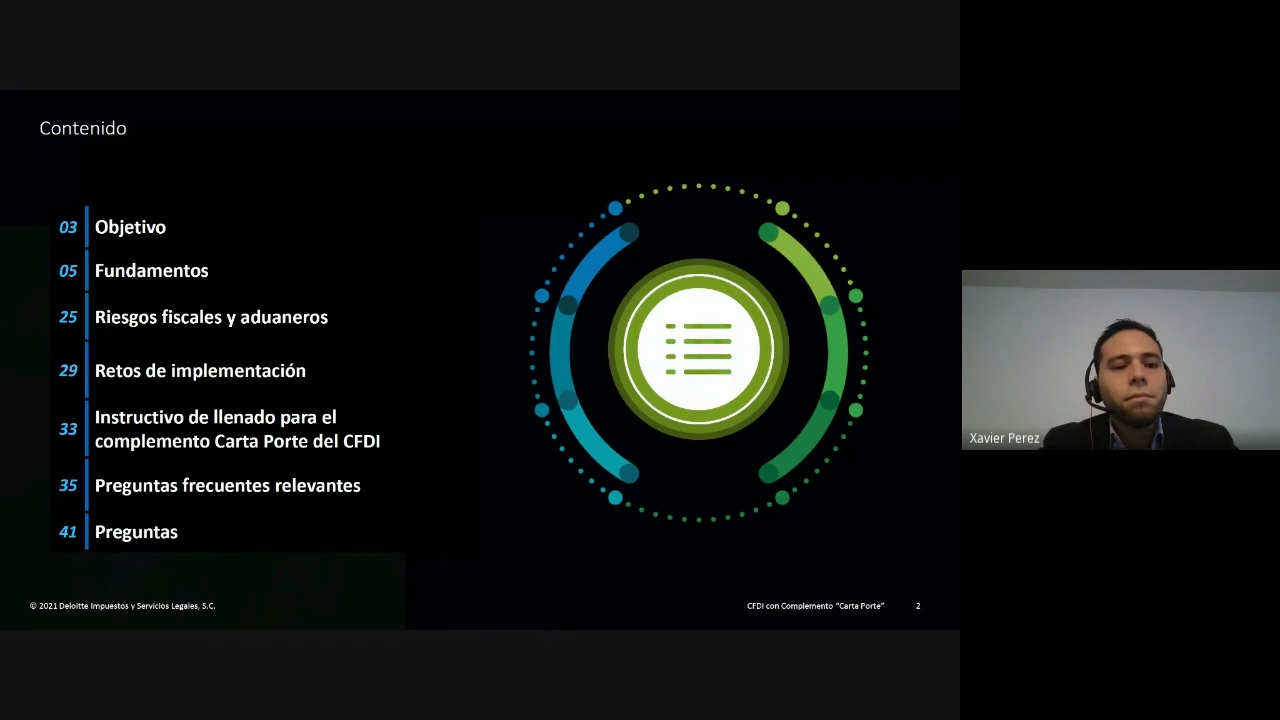 Contenido
03 Objetivo
05 Fundamentos
25 Riesgos fiscales y aduaneros
29 Retos de implementación
33 Instructivo de llenado para el
complemento Carta Porte del CFDI
35 Preguntas frecuentes relevantes
41 Preguntas
© 2021 Deloitte Impuestos y Servicios Legales, S.C.
CFDI con Complemento “Carta Porte” 2
Xavier Perez